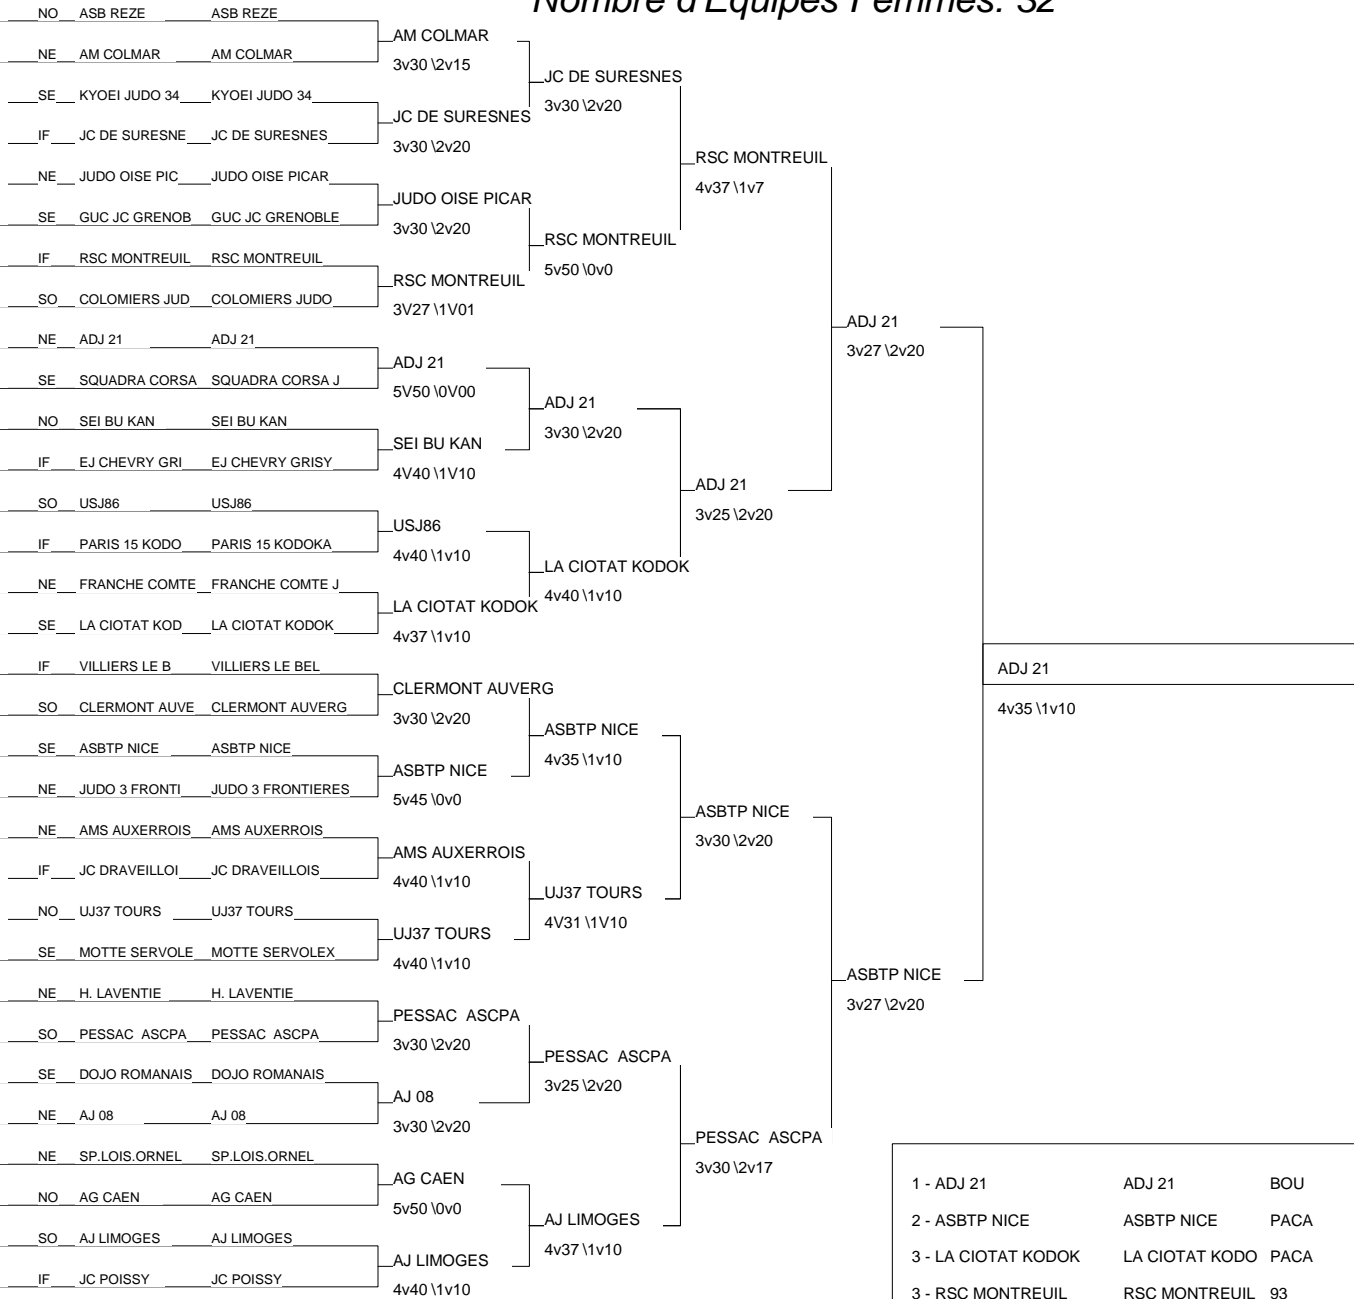 Nombre d'Equipes Femmes: 32
NO ASB REZE ASB REZE
NE AM COLMAR AM COLMAR
SE KYOEI JUDO 34 KYOEI JUDO 34
IF JC DE SURESNE JC DE SURESNES
NE JUDO OISE PIC JUDO OISE PICAR
SE GUC JC GRENOB GUC JC GRENOBLE
IF RSC MONTREUIL RSC MONTREUIL
SO COLOMIERS JUD COLOMIERS JUDO
NE ADJ 21 ADJ 21
SE SQUADRA CORSA SQUADRA CORSA J
NO SEI BU KAN SEI BU KAN
IF EJ CHEVRY GRI EJ CHEVRY GRISY
SO USJ86 USJ86
IF PARIS 15 KODO PARIS 15 KODOKA
NE FRANCHE COMTE FRANCHE COMTE J
SE LA CIOTAT KOD LA CIOTAT KODOK
IF VILLIERS LE B VILLIERS LE BEL
SO CLERMONT AUVE CLERMONT AUVERG
SE ASBTP NICE ASBTP NICE
NE JUDO 3 FRONTI JUDO 3 FRONTIERES
NE AMS AUXERROIS AMS AUXERROIS
IF JC DRAVEILLOI JC DRAVEILLOIS
NO UJ37 TOURS UJ37 TOURS
SE MOTTE SERVOLE MOTTE SERVOLEX
NE H. LAVENTIE H. LAVENTIE
SO PESSAC ASCPA PESSAC ASCPA
SE DOJO ROMANAIS DOJO ROMANAIS
NE AJ 08 AJ 08
NE SP.LOIS.ORNEL SP.LOIS.ORNEL
NO AG CAEN AG CAEN
SO AJ LIMOGES AJ LIMOGES
IF JC POISSY JC POISSY
AM COLMAR
3v30 \2v15
JC DE SURESNES
3v30 \2v20
JUDO OISE PICAR
3v30 \2v20
RSC MONTREUIL
3V27 \1V01
ADJ 21
5V50 \0V00
SEI BU KAN
4V40 \1V10
USJ86
4v40 \1v10
LA CIOTAT KODOK
4v37 \1v10
CLERMONT AUVERG
3v30 \2v20
ASBTP NICE
5v45 \0v0
AMS AUXERROIS
4v40 \1v10
UJ37 TOURS
4v40 \1v10
PESSAC ASCPA
3v30 \2v20
AJ 08
3v30 \2v20
AG CAEN
5v50 \0v0
AJ LIMOGES
4v40 \1v10
JC DE SURESNES
3v30 \2v20
RSC MONTREUIL
5v50 \0v0
ADJ 21
3v30 \2v20
LA CIOTAT KODOK
4v40 \1v10
ASBTP NICE
4v35 \1v10
UJ37 TOURS
4V31 \1V10
PESSAC ASCPA
3v25 \2v20
AJ LIMOGES
4v37 \1v10
RSC MONTREUIL
4v37 \1v7
ADJ 21
3v25 \2v20
ASBTP NICE
3v30 \2v20
PESSAC ASCPA
3v30 \2v17
ADJ 21
3v27 \2v20
ASBTP NICE
3v27 \2v20
ADJ 21
4v35 \1v10
1 - ADJ 21 ADJ 21 BOU
2 - ASBTP NICE ASBTP NICE PACA
3 - LA CIOTAT KODOK LA CIOTAT KODO PACA
3 - RSC MONTREUIL RSC MONTREUIL 93